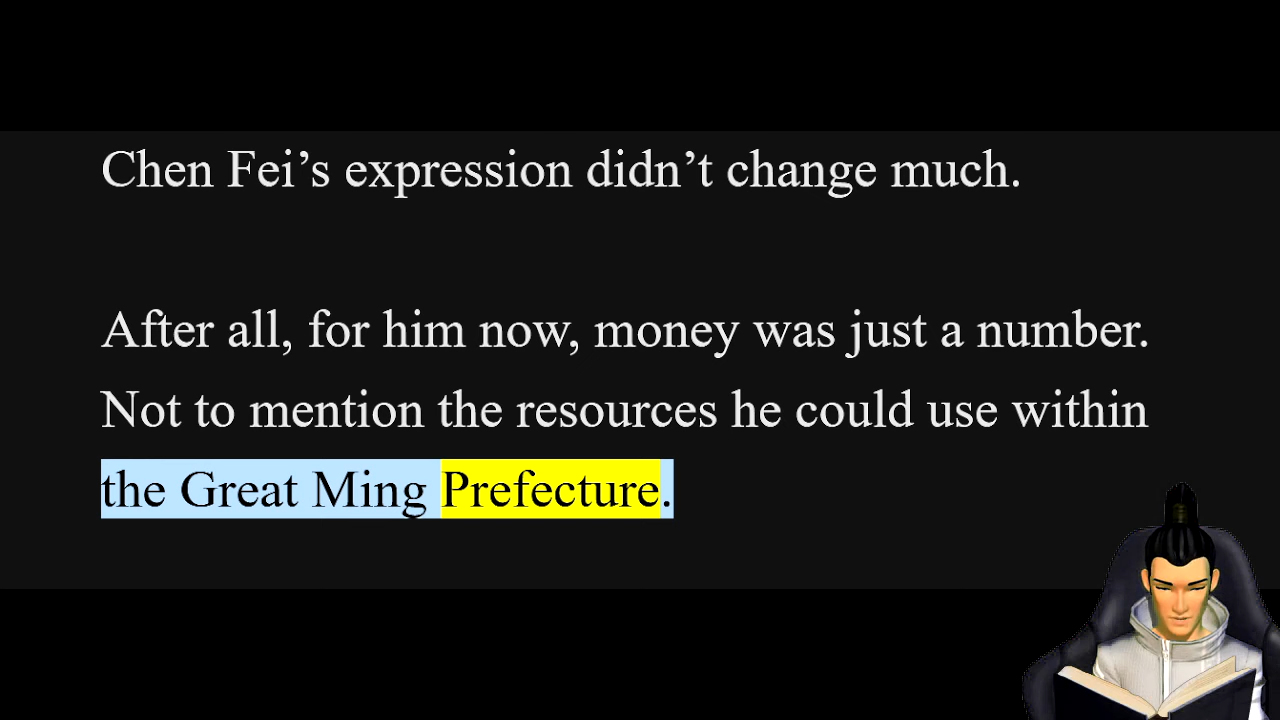 Chen Fei’s expression didn’t change much.
After all, for him now, money was just a number.
Not to mention the resources he could use within
the Great Ming Prefecture.